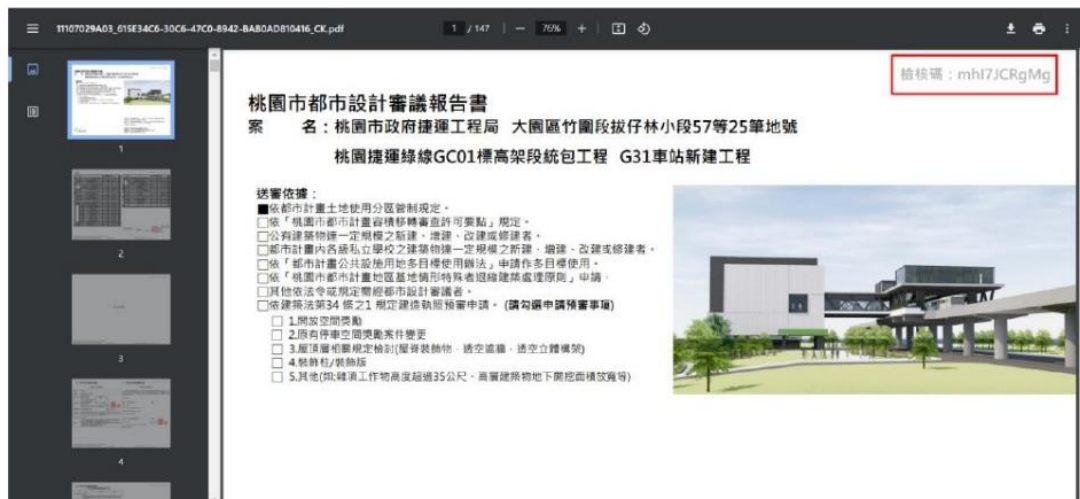 11107029A03_615E34C6-30C6-47C0-8942-BAB0AD810416_CK.pdf
1 / 147
76%
檢核碼：mhI7JCRgMg
桃園市都市設計審議報告書
案 名：桃園市政府捷運工程局 大園區竹圍段拔仔林小段57等25筆地號
桃園捷運綠線GC01標高架段統包工程 G31車站新建工程
送審依據：
■依都市計畫土地使用分區管制規定。
□依「桃園市都市計畫容積移轉審查許可要點」規定。
□公有建築物達一定規模之新建、增建、改建或修建者。
□都市計畫內各級私立學校之建築物達一定規模之新建、增建、改建或修建者。
□依「都市計畫公共設施用地多目標使用辦法」申請作多目標使用。
□依「桃園市都市計畫地區基地情形特殊者退縮建築處理原則」申請。
□其他依法令或規定需經都市設計審議者。
□依建築法第34 條之1 規定建造執照預審申請。(請勾選申請預審事項)
□ 1.開放空間獎勵
□ 2.原有停車空間獎勵案件變更
□ 3.屋頂層相關規定檢討(屋脊裝飾物、透空遮牆、透空立體構架)
□ 4.裝飾柱/裝飾版
□ 5.其他(如:雜項工作物高度超過35公尺、高層建築物地下開挖面積放寬等)
1
2
3
4